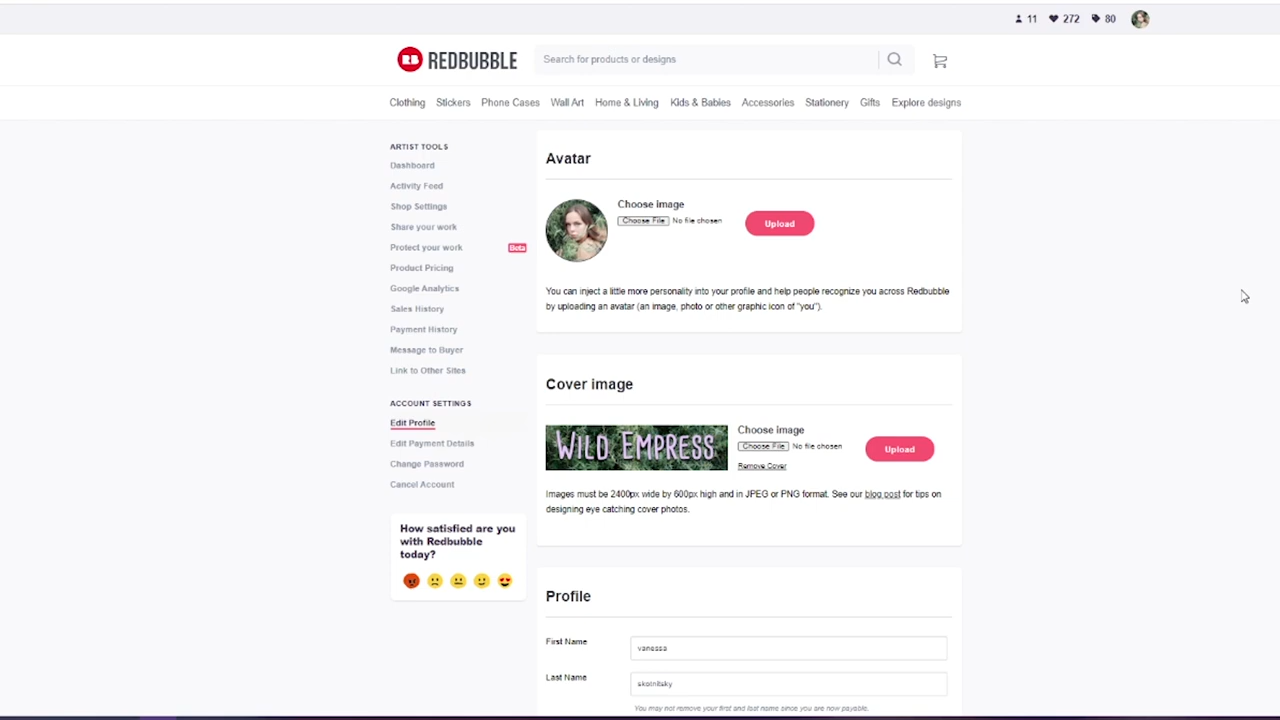 11 272 80
RB REDBUBBLE
Search for products or designs
Clothing Stickers Phone Cases Wall Art Home & Living Kids & Babies Accessories Stationery Gifts Explore designs
ARTIST TOOLS
Dashboard
Activity Feed
Shop Settings
Share your work
Protect your work Beta
Product Pricing
Google Analytics
Sales History
Payment History
Message to Buyer
Link to Other Sites
ACCOUNT SETTINGS
Edit Profile
Edit Payment Details
Change Password
Cancel Account
How satisfied are you
with Redbubble
today?
Avatar
Choose image
Choose File No file chosen
Upload
You can inject a little more personality into your profile and help people recognize you across Redbubble
by uploading an avatar (an image, photo or other graphic icon of "you").
Cover image
WILD EMPRESS
Choose image
Choose File No file chosen
Upload
Remove Cover
Images must be 2400px wide by 600px high and in JPEG or PNG format. See our blog post for tips on
designing eye catching cover photos.
Profile
First Name
vanessa
Last Name
skotnitsky
You may not remove your first and last name since you are now payable.